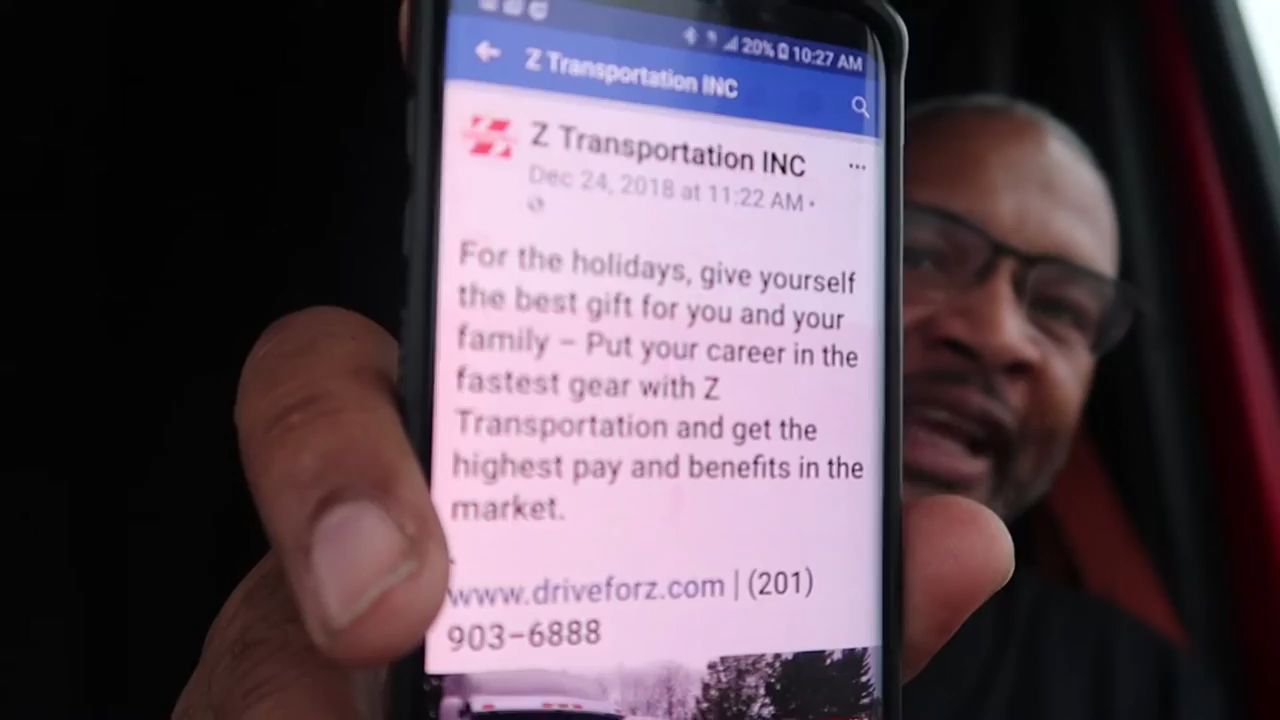 20% 10:27 AM
Z Transportation INC
Z Transportation INC
Dec 24, 2018 at 11:22 AM •
For the holidays, give yourself
the best gift for you and your
family – Put your career in the
fastest gear with Z
Transportation and get the
highest pay and benefits in the
market.
www.driveforz.com | (201)
903-6888